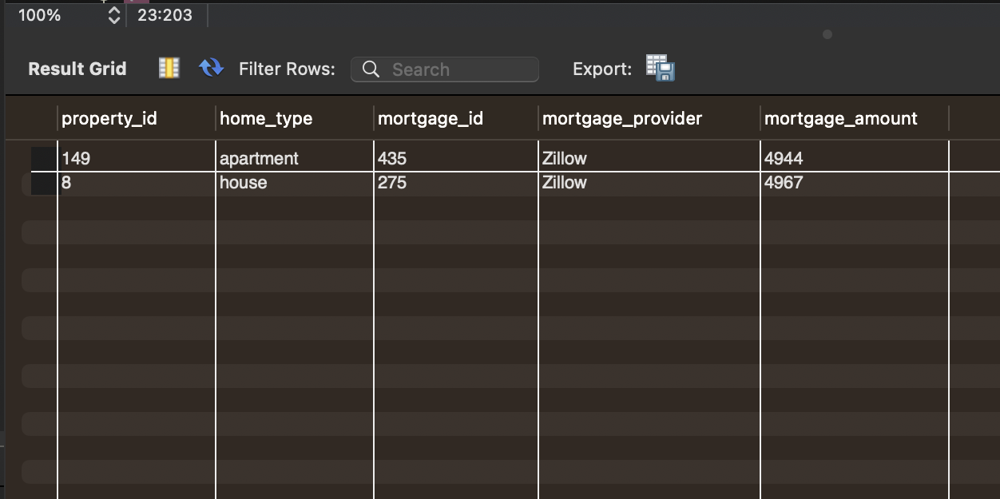 100% 23:203
Result Grid Filter Rows: Search Export:
property_id home_type mortgage_id mortgage_provider mortgage_amount
149 apartment 435 Zillow 4944
8 house 275 Zillow 4967